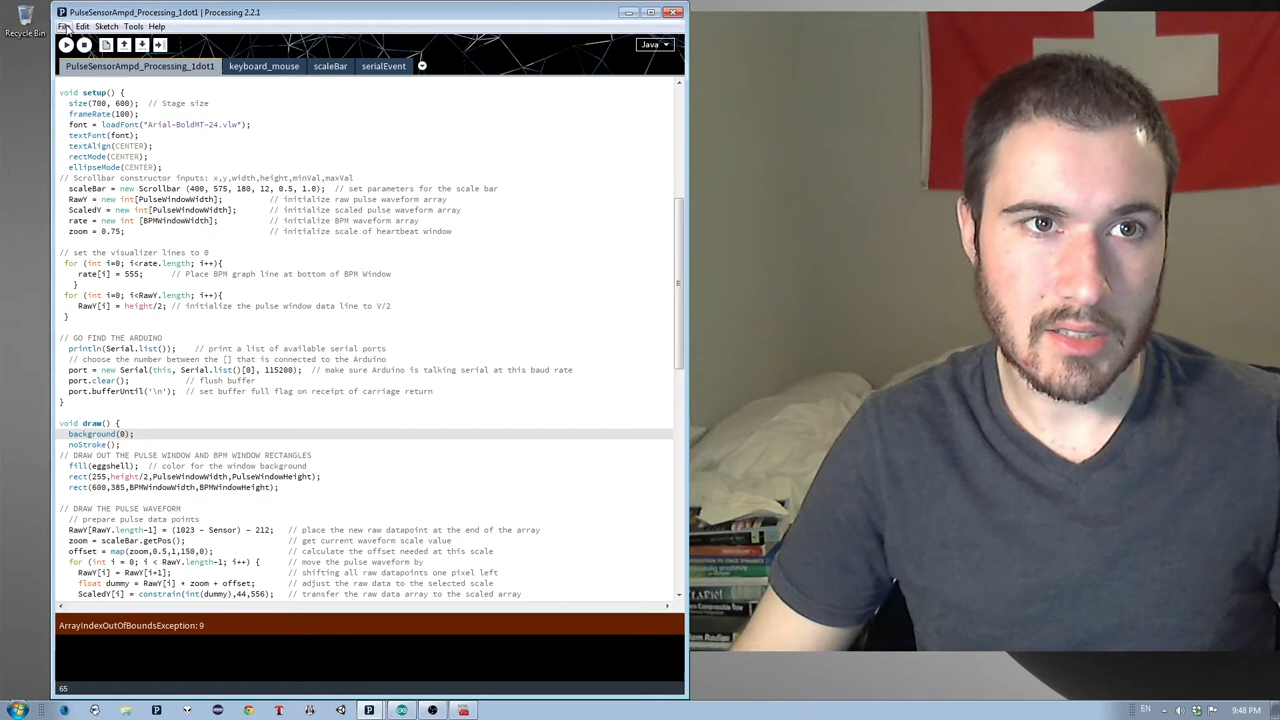 Recycle Bin
PulseSensorAmpd_Processing_1dot1 | Processing 2.2.1
File Edit Sketch Tools Help
Java
PulseSensorAmpd_Processing_1dot1 keyboard_mouse scaleBar serialEvent
void setup() {
size(700, 600); // Stage size
frameRate(100);
font = loadFont("Arial-BoldMT-24.vlw");
textFont(font);
textAlign(CENTER);
rectMode(CENTER);
ellipseMode(CENTER);
// Scrollbar constructor inputs: x,y,width,height,minVal,maxVal
scaleBar = new Scrollbar (400, 575, 180, 12, 0.5, 1.0); // set parameters for the scale bar
RawY = new int[PulseWindowWidth]; // initialize raw pulse waveform array
ScaledY = new int[PulseWindowWidth]; // initialize scaled pulse waveform array
rate = new int [BPMWindowWidth]; // initialize BPM waveform array
zoom = 0.75; // initialize scale of heartbeat window
// set the visualizer lines to 0
for (int i=0; i<rate.length; i++){
rate[i] = 555; // Place BPM graph line at bottom of BPM Window
}
for (int i=0; i<RawY.length; i++){
RawY[i] = height/2; // initialize the pulse window data line to V/2
}
// GO FIND THE ARDUINO
println(Serial.list()); // print a list of available serial ports
// choose the number between the [] that is connected to the Arduino
port = new Serial(this, Serial.list()[0], 115200); // make sure Arduino is talking serial at this baud rate
port.clear(); // flush buffer
port.bufferUntil('\n'); // set buffer full flag on receipt of carriage return
}
void draw() {
background(0);
noStroke();
// DRAW OUT THE PULSE WINDOW AND BPM WINDOW RECTANGLES
fill(eggshell); // color for the window background
rect(255,height/2,PulseWindowWidth,PulseWindowHeight);
rect(600,385,BPMWindowWidth,BPMWindowHeight);
// DRAW THE PULSE WAVEFORM
// prepare pulse data points
RawY[RawY.length-1] = (1023 - Sensor) - 212; // place the new raw datapoint at the end of the array
zoom = scaleBar.getPos(); // get current waveform scale value
offset = map(zoom,0.5,1,150,0); // calculate the offset needed at this scale
for (int i = 0; i < RawY.length-1; i++) { // move the pulse waveform by
RawY[i] = RawY[i+1]; // shifting all raw datapoints one pixel left
float dummy = RawY[i] * zoom + offset; // adjust the raw data to the selected scale
ScaledY[i] = constrain(int(dummy),44,556); // transfer the raw data array to the scaled array
ArrayIndexOutOfBoundsException: 9
65
EN 9:48 PM